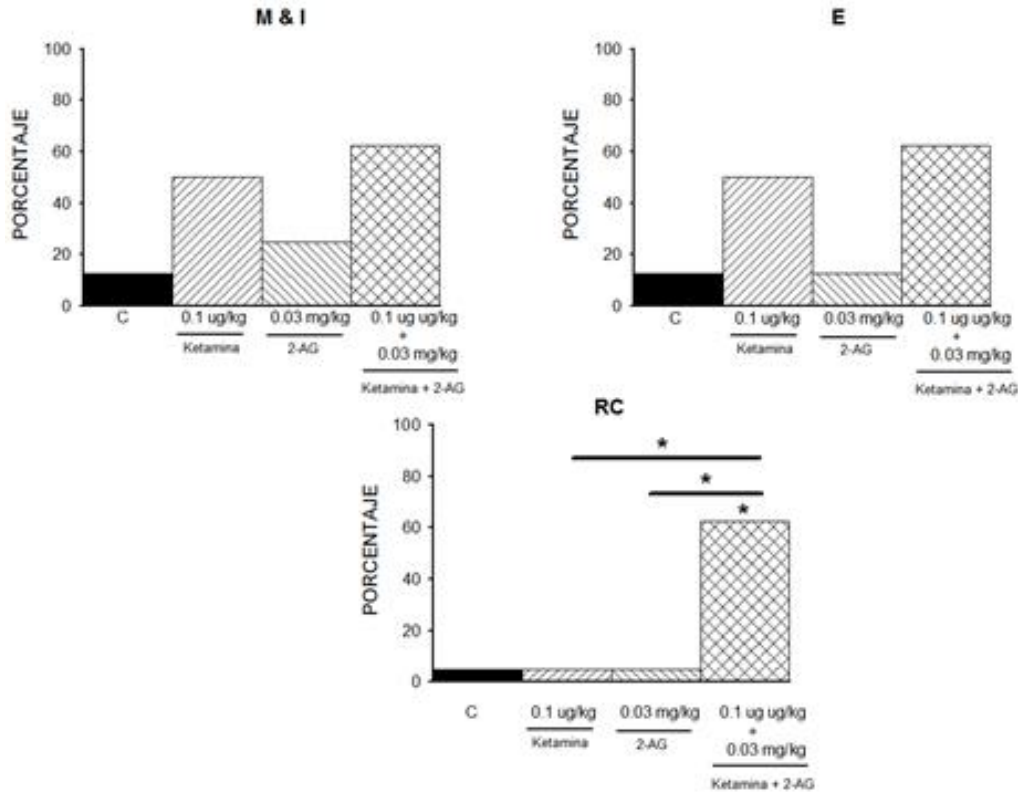 M & I
PORCENTAJE
100
80
60
40
20
0
C
0.1 ug/kg
0.03 mg/kg
0.1 ug ug/kg
+
0.03 mg/kg
Ketamina
2-AG
Ketamina + 2-AG
E
PORCENTAJE
100
80
60
40
20
0
C
0.1 ug/kg
0.03 mg/kg
0.1 ug ug/kg
+
0.03 mg/kg
Ketamina
2-AG
Ketamina + 2-AG
RC
PORCENTAJE
100
80
60
40
20
0
*
*
*
C
0.1 ug/kg
0.03 mg/kg
0.1 ug ug/kg
+
0.03 mg/kg
Ketamina
2-AG
Ketamina + 2-AG